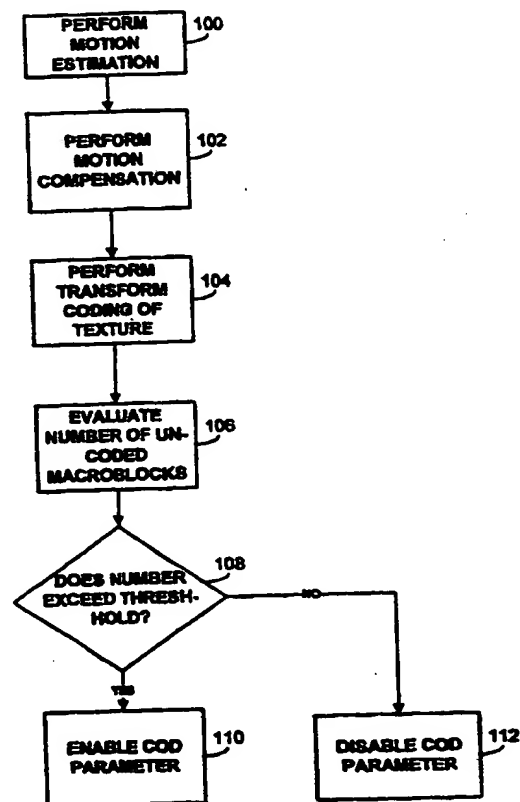 PERFORM
MOTION
ESTIMATION
100
PERFORM
MOTION
COMPENSATION
102
PERFORM
TRANSFORM
CODING OF
TEXTURE
104
EVALUATE
NUMBER OF UN-
CODED
MACROBLOCKS
106
DOES NUMBER
EXCEED THRESH-
HOLD?
108
NO
YES
ENABLE COD
PARAMETER
110
DISABLE COD
PARAMETER
112